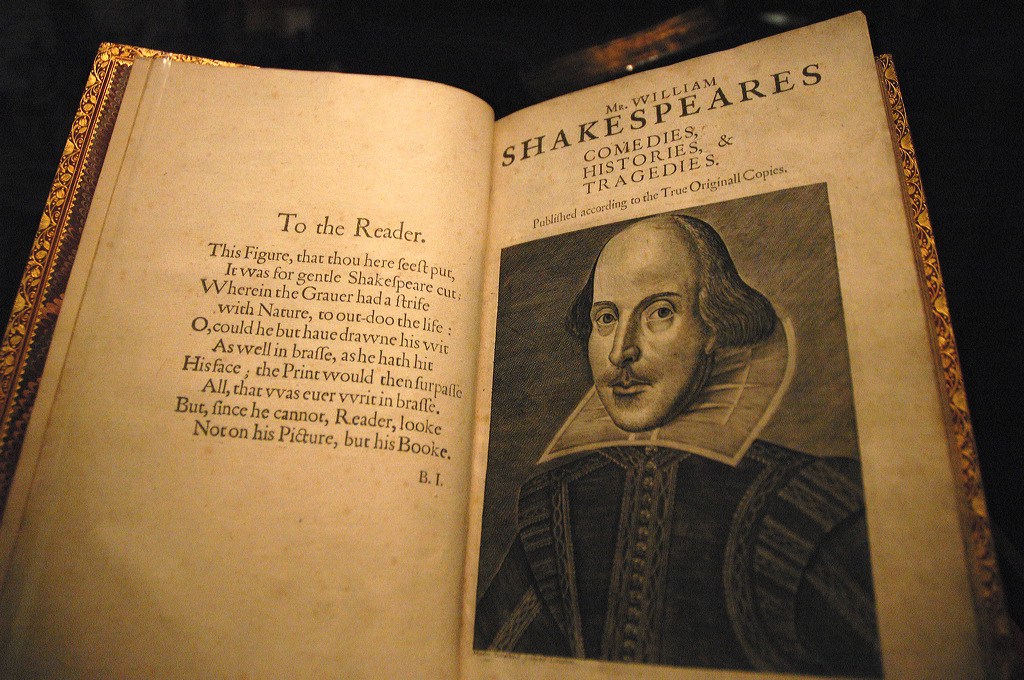 To the Reader.
This Figure, that thou here ſeeſt put,
It was for gentle Shakeſpeare cut;
Wherein the Grauer had a ſtrife
with Nature, to out-doo the life :
O, could he but haue dravvne his vvit
As well in braſſe, as he hath hit
His face ; the Print would then ſurpaſſe
All, that vvas euer vvrit in braſſe.
But, ſince he cannot, Reader, looke
Not on his Picture, but his Booke.
B. I.
Mr. WILLIAM
SHAKESPEARES
COMEDIES,
HISTORIES, &
TRAGEDIES.
Publiſhed according to the True Originall Copies.